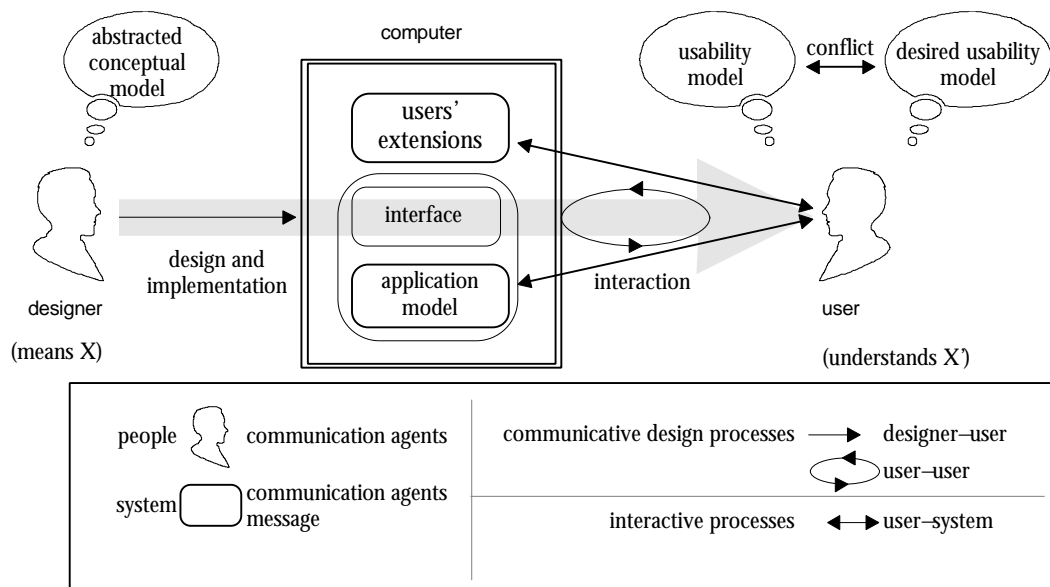 abstracted
conceptual
model
computer
usability
model
conflict
desired usability
model
users’
extensions
interface
application
model
design and
implementation
interaction
designer
user
(means X)
(understands X’)
people
communication agents
system
communication agents
message
communicative design processes
designer–user
user–user
interactive processes
user–system